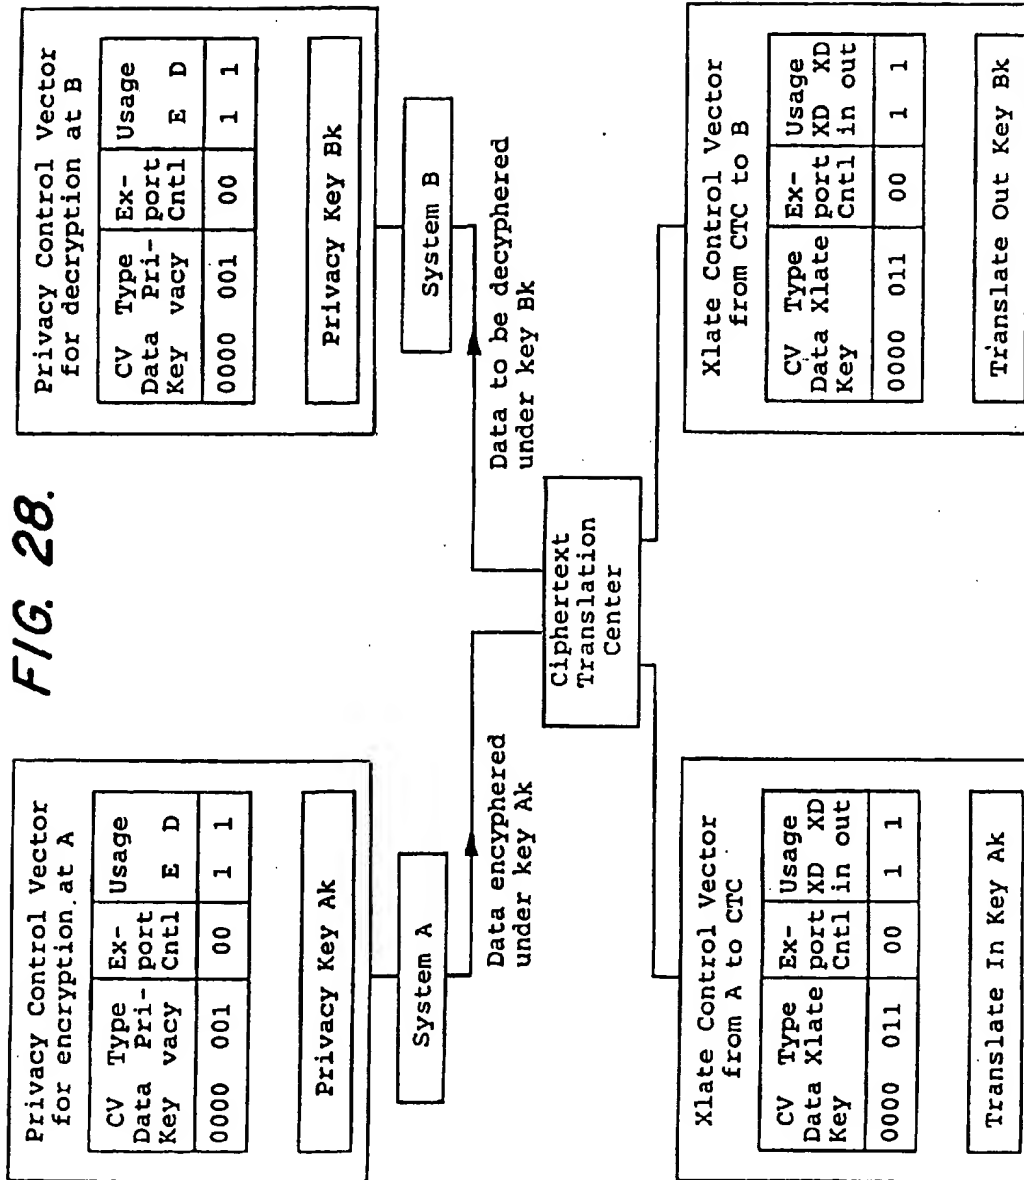 FIG. 28.
Privacy Control Vector
for encryption at A
CV Type Ex- Usage
Data Pri- port
Key vacy Cntl E D
0000 001 00 1 1
Privacy Key Ak
System A
Data encyphered
under key Ak
Privacy Control Vector
for decryption at B
CV Type Ex- Usage
Data Pri- port
Key vacy Cntl E D
0000 001 00 1 1
Privacy Key Bk
System B
Data to be decyphered
under key Bk
Ciphertext
Translation
Center
Xlate Control Vector
from A to CTC
CV Type Ex- Usage
Data Xlate port XD XD
Key Cntl in out
0000 011 00 1 1
Translate In Key Ak
Xlate Control Vector
from CTC to B
CV Type Ex- Usage
Data Xlate port XD XD
Key Cntl in out
0000 011 00 1 1
Translate Out Key Bk